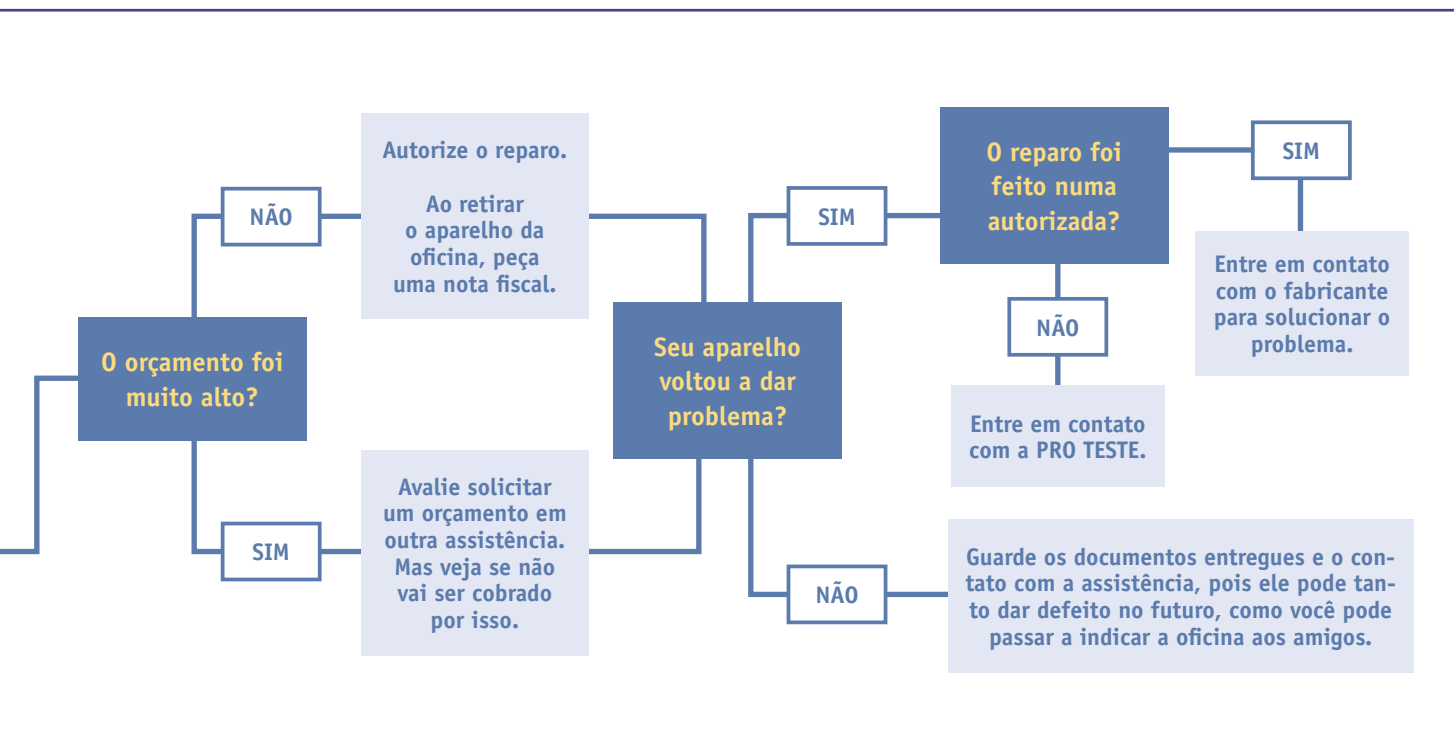 O orçamento foi
muito alto?
NÃO
Autorize o reparo.
Ao retirar
o aparelho da
oficina, peça
uma nota fiscal.
SIM
Avalie solicitar
um orçamento em
outra assistência.
Mas veja se não
vai ser cobrado
por isso.
Seu aparelho
voltou a dar
problema?
SIM
O reparo foi
feito numa
autorizada?
SIM
Entre em contato
com o fabricante
para solucionar o
problema.
NÃO
Entre em contato
com a PRO TESTE.
NÃO
Guarde os documentos entregues e o con-
tato com a assistência, pois ele pode tan-
to dar defeito no futuro, como você pode
passar a indicar a oficina aos amigos.